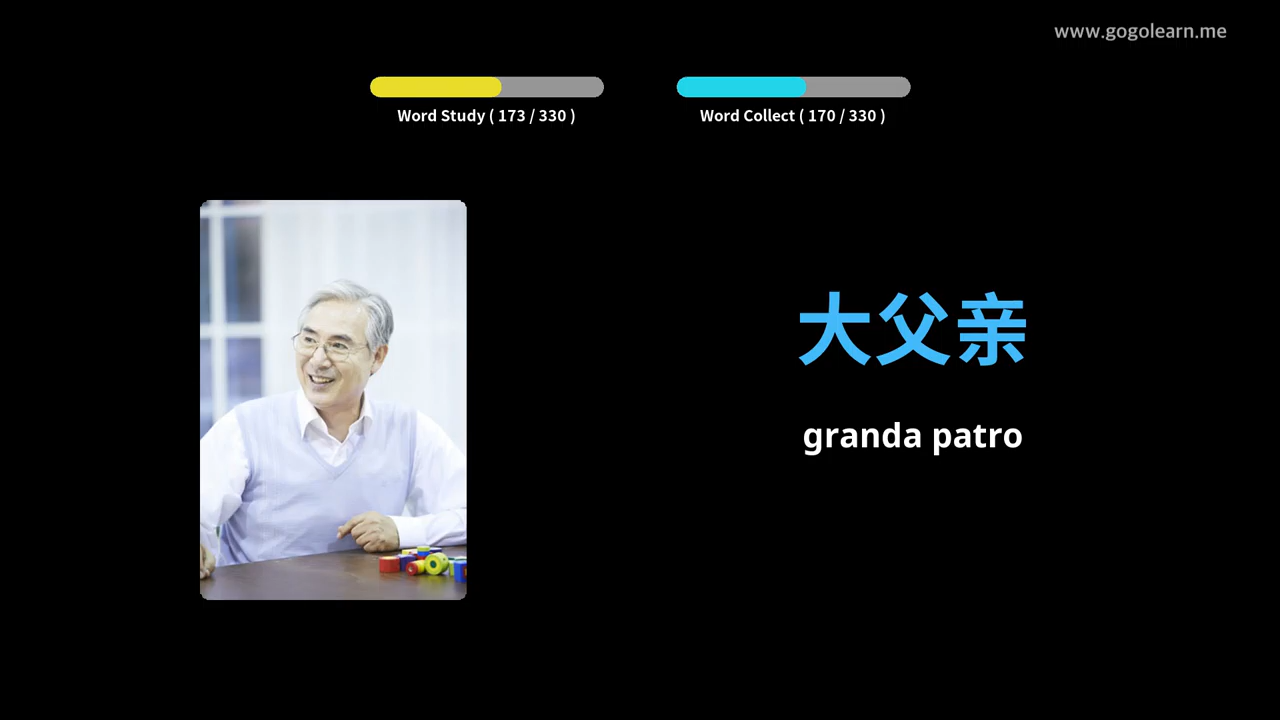 www.gogolearn.me
Word Study ( 173 / 330 )
Word Collect ( 170 / 330 )
大父亲
granda patro